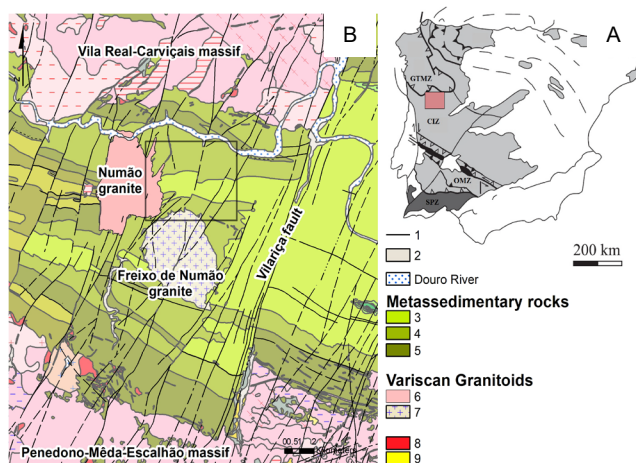 B
A
Vila Real-Carviçais massif
Numão
granite
Freixo de Numão
granite
Vilariça fault
Penedono-Mêda-Escalhão massif
GTMZ
CIZ
OMZ
SPZ
200 km
1
2
Douro River
Metassedimentary rocks
3
4
5
Variscan Granitoids
6
7
8
9